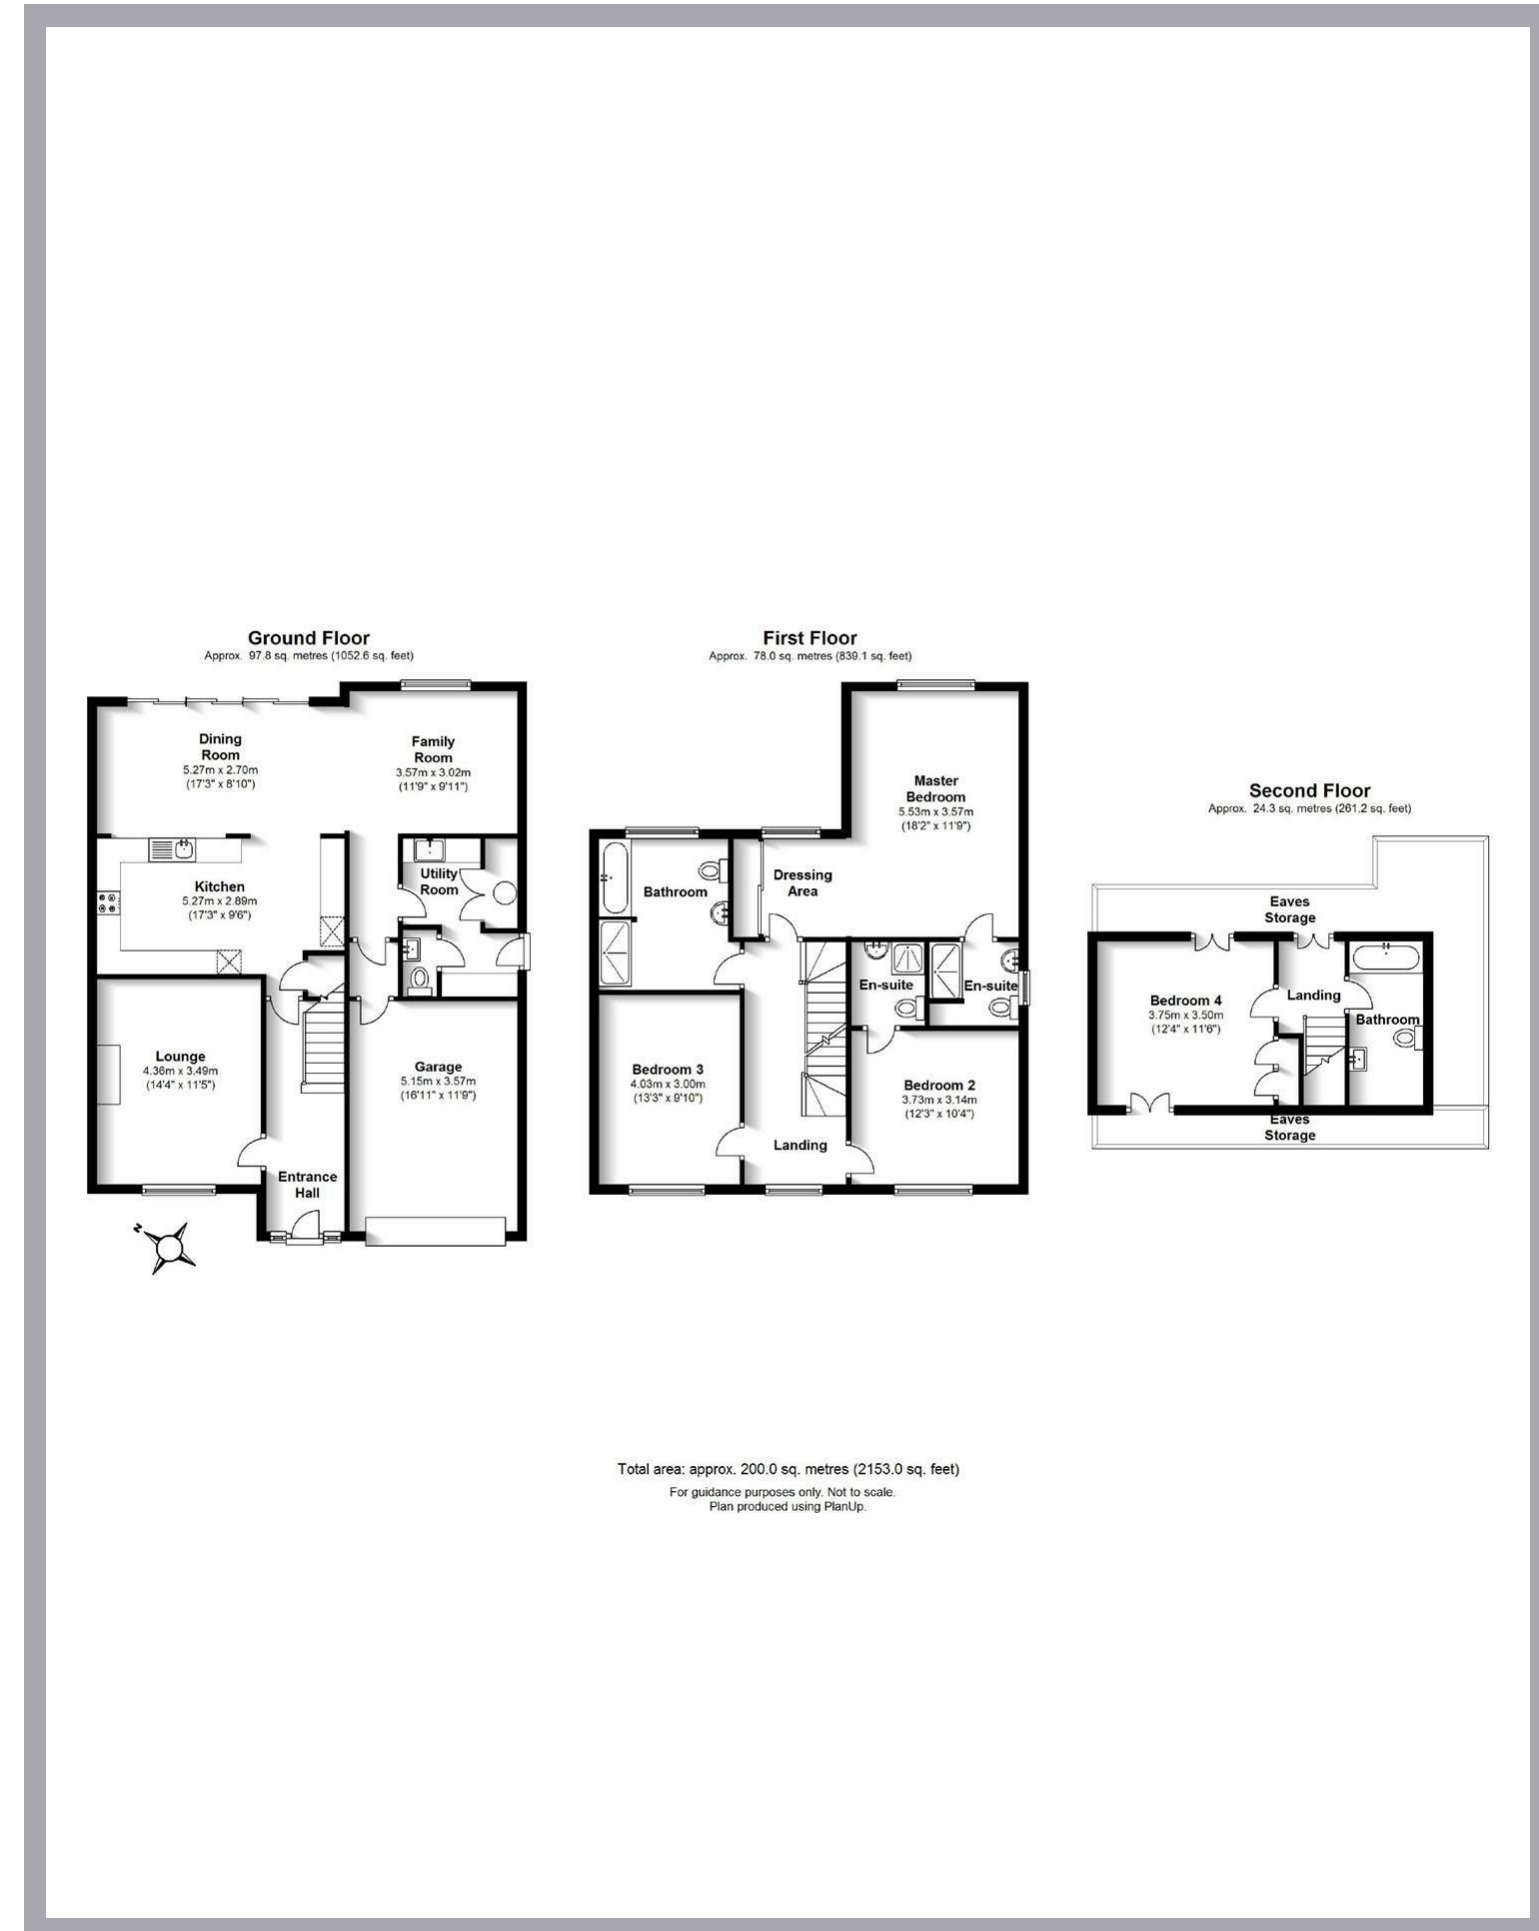 Ground Floor
Approx. 97.8 sq. metres (1052.6 sq. feet)
Dining
Room
5.27m x 2.70m
(17'3" x 8'10")
Family
Room
3.57m x 3.02m
(11'9" x 9'11")
Kitchen
5.27m x 2.89m
(17'3" x 9'6")
Utility
Room
Lounge
4.36m x 3.49m
(14'4" x 11'5")
Garage
5.15m x 3.57m
(16'11" x 11'9")
Entrance
Hall
N
First Floor
Approx. 78.0 sq. metres (839.1 sq. feet)
Master
Bedroom
5.53m x 3.57m
(18'2" x 11'9")
Bathroom
Dressing
Area
En-suite
En-suite
Bedroom 3
4.03m x 3.00m
(13'3" x 9'10")
Bedroom 2
3.73m x 3.14m
(12'3" x 10'4")
Landing
Second Floor
Approx. 24.3 sq. metres (261.2 sq. feet)
Eaves
Storage
Bedroom 4
3.75m x 3.50m
(12'4" x 11'6")
Landing
Bathroom
Eaves
Storage
Total area: approx. 200.0 sq. metres (2153.0 sq. feet)
For guidance purposes only. Not to scale.
Plan produced using PlanUp.